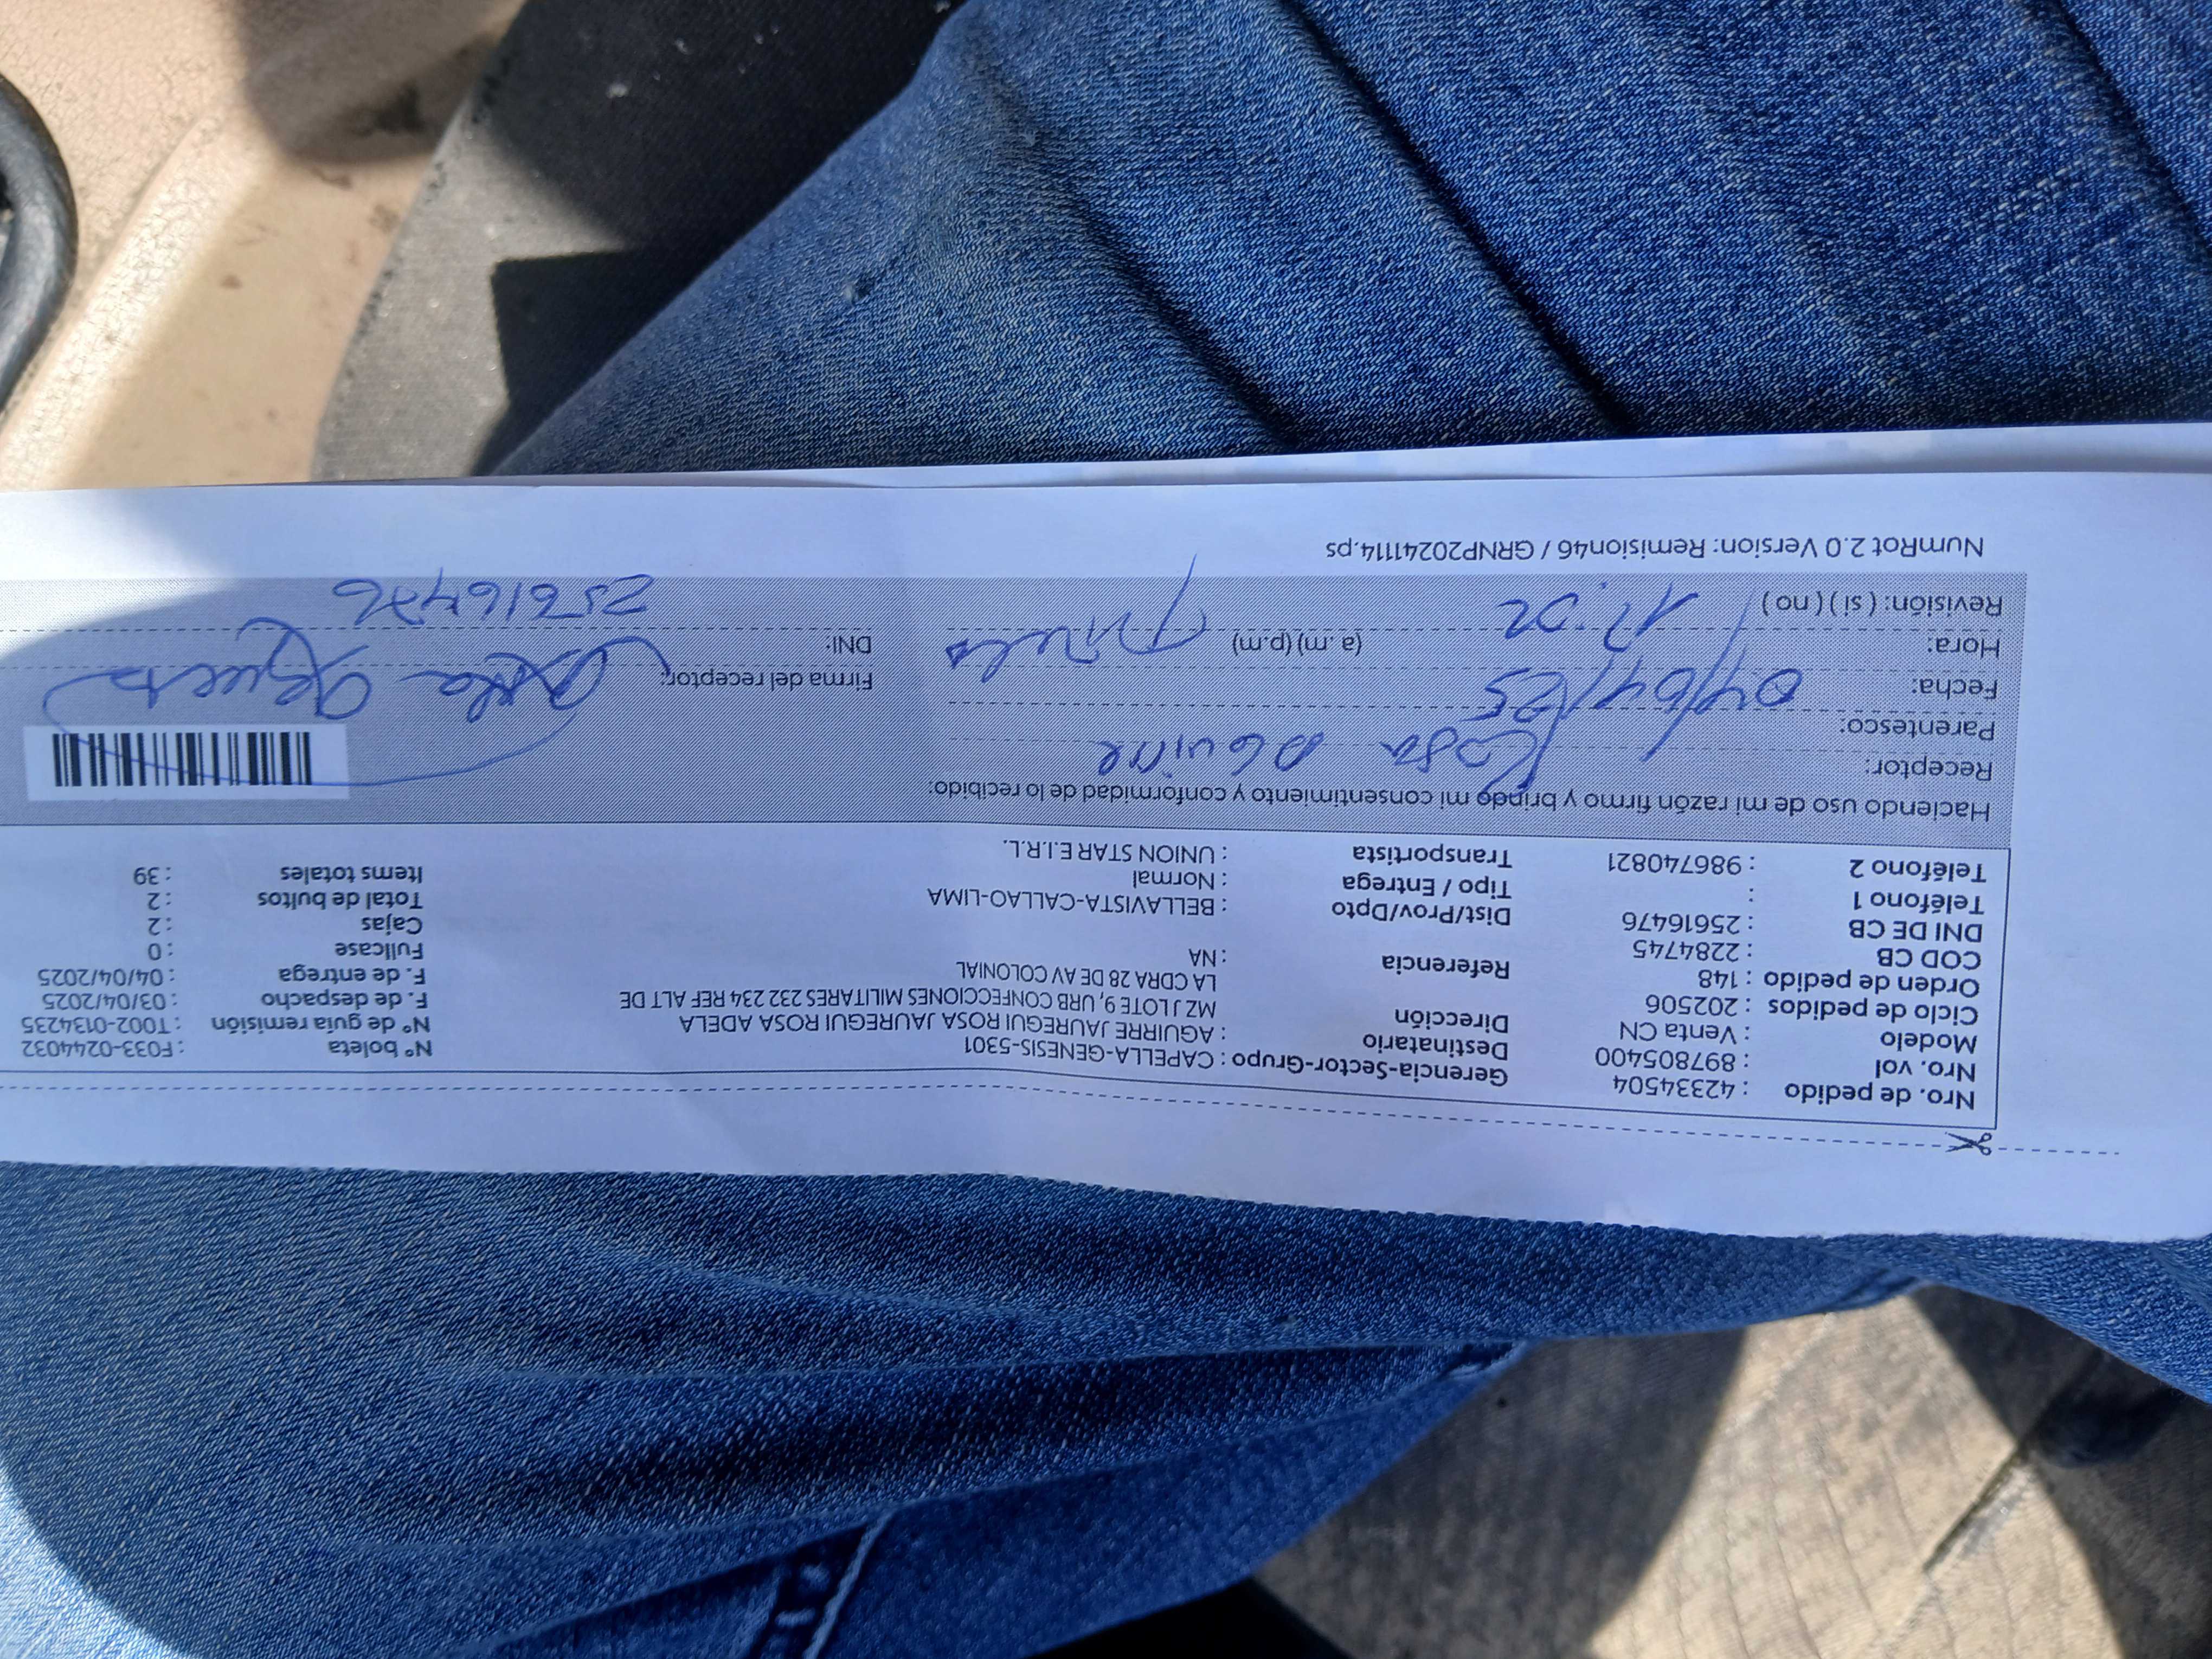 Nro. de pedido : 42334504
Nro. vol : 897805400
Modelo : Venta CN
Ciclo de pedidos : 202506
Orden de pedido : 148
COD CB : 2284745
DNI DE CB : 25616476
Teléfono 1 :
Teléfono 2 : 986740821
Gerencia-Sector-Grupo : CAPELLA-GENESIS-5301
Destinatario : AGUIRRE JAUREGUI ROSA JAUREGUI ROSA ADELA
Dirección MZ J LOTE 9, URB CONFECCIONES MILITARES 232 234 REF ALT DE
LA CDRA 28 DE AV COLONIAL
Referencia : NA
Dist/Prov/Dpto : BELLAVISTA-CALLAO-LIMA
Tipo / Entrega : Normal
Transportista : UNION STAR E.I.R.L.
N° boleta : F033-0244032
N° de guía remisión : T002-0134235
F. de despacho : 03/04/2025
F. de entrega : 04/04/2025
Fullcase : 0
Cajas : 2
Total de bultos : 2
Items totales : 39
Haciendo uso de mi razón firmo y brindo mi consentimiento y conformidad de lo recibido:
Receptor: Rosa Aguirre
Parentesco:
Fecha: 04/04/25
Hora: 12:02 (a. m) (p.m)
Revisión: ( si ) ( no )
Firma del receptor:
DNI: 25616476
NumRot 2.0 Version: Remision46 / GRNP20241114.ps